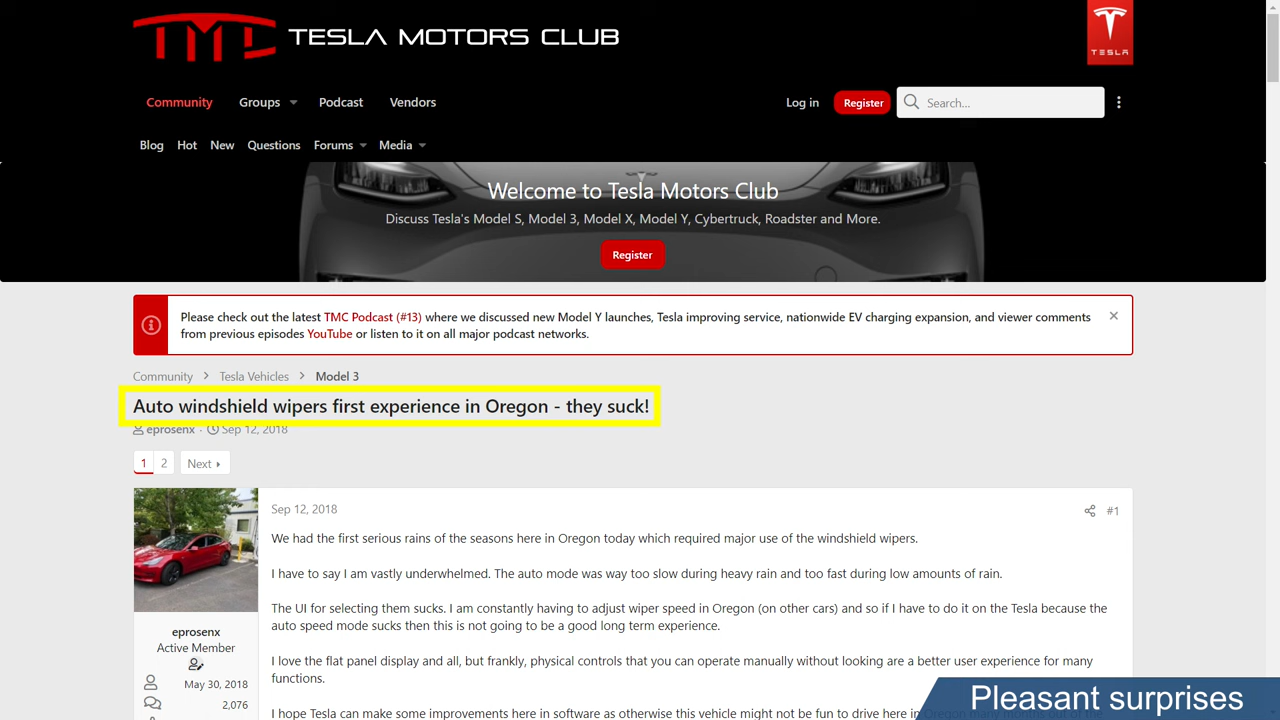 TMC TESLA MOTORS CLUB
TESLA
Community Groups Podcast Vendors
Log in Register Search...
Blog Hot New Questions Forums Media
Welcome to Tesla Motors Club
Discuss Tesla's Model S, Model 3, Model X, Model Y, Cybertruck, Roadster and More.
Register
Please check out the latest TMC Podcast (#13) where we discussed new Model Y launches, Tesla improving service, nationwide EV charging expansion, and viewer comments
from previous episodes YouTube or listen to it on all major podcast networks.
Community > Tesla Vehicles > Model 3
Auto windshield wipers first experience in Oregon - they suck!
eprosenx · Sep 12, 2018
1 2 Next
Sep 12, 2018
#1
We had the first serious rains of the seasons here in Oregon today which required major use of the windshield wipers.
I have to say I am vastly underwhelmed. The auto mode was way too slow during heavy rain and too fast during low amounts of rain.
The UI for selecting them sucks. I am constantly having to adjust wiper speed in Oregon (on other cars) and so if I have to do it on the Tesla because the
auto speed mode sucks then this is not going to be a good long term experience.
I love the flat panel display and all, but frankly, physical controls that you can operate manually without looking are a better user experience for many
functions.
I hope Tesla can make some improvements here in software as otherwise this vehicle might not be fun to drive here in
eprosenx
Active Member
May 30, 2018
2,076
Pleasant surprises